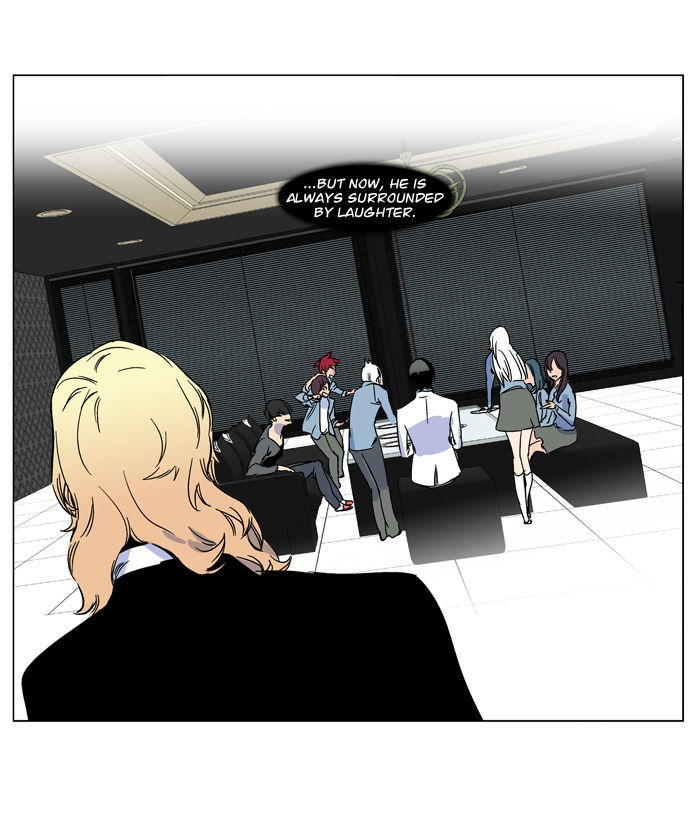 ...BUT NOW, HE IS
ALWAYS SURROUNDED
BY LAUGHTER.